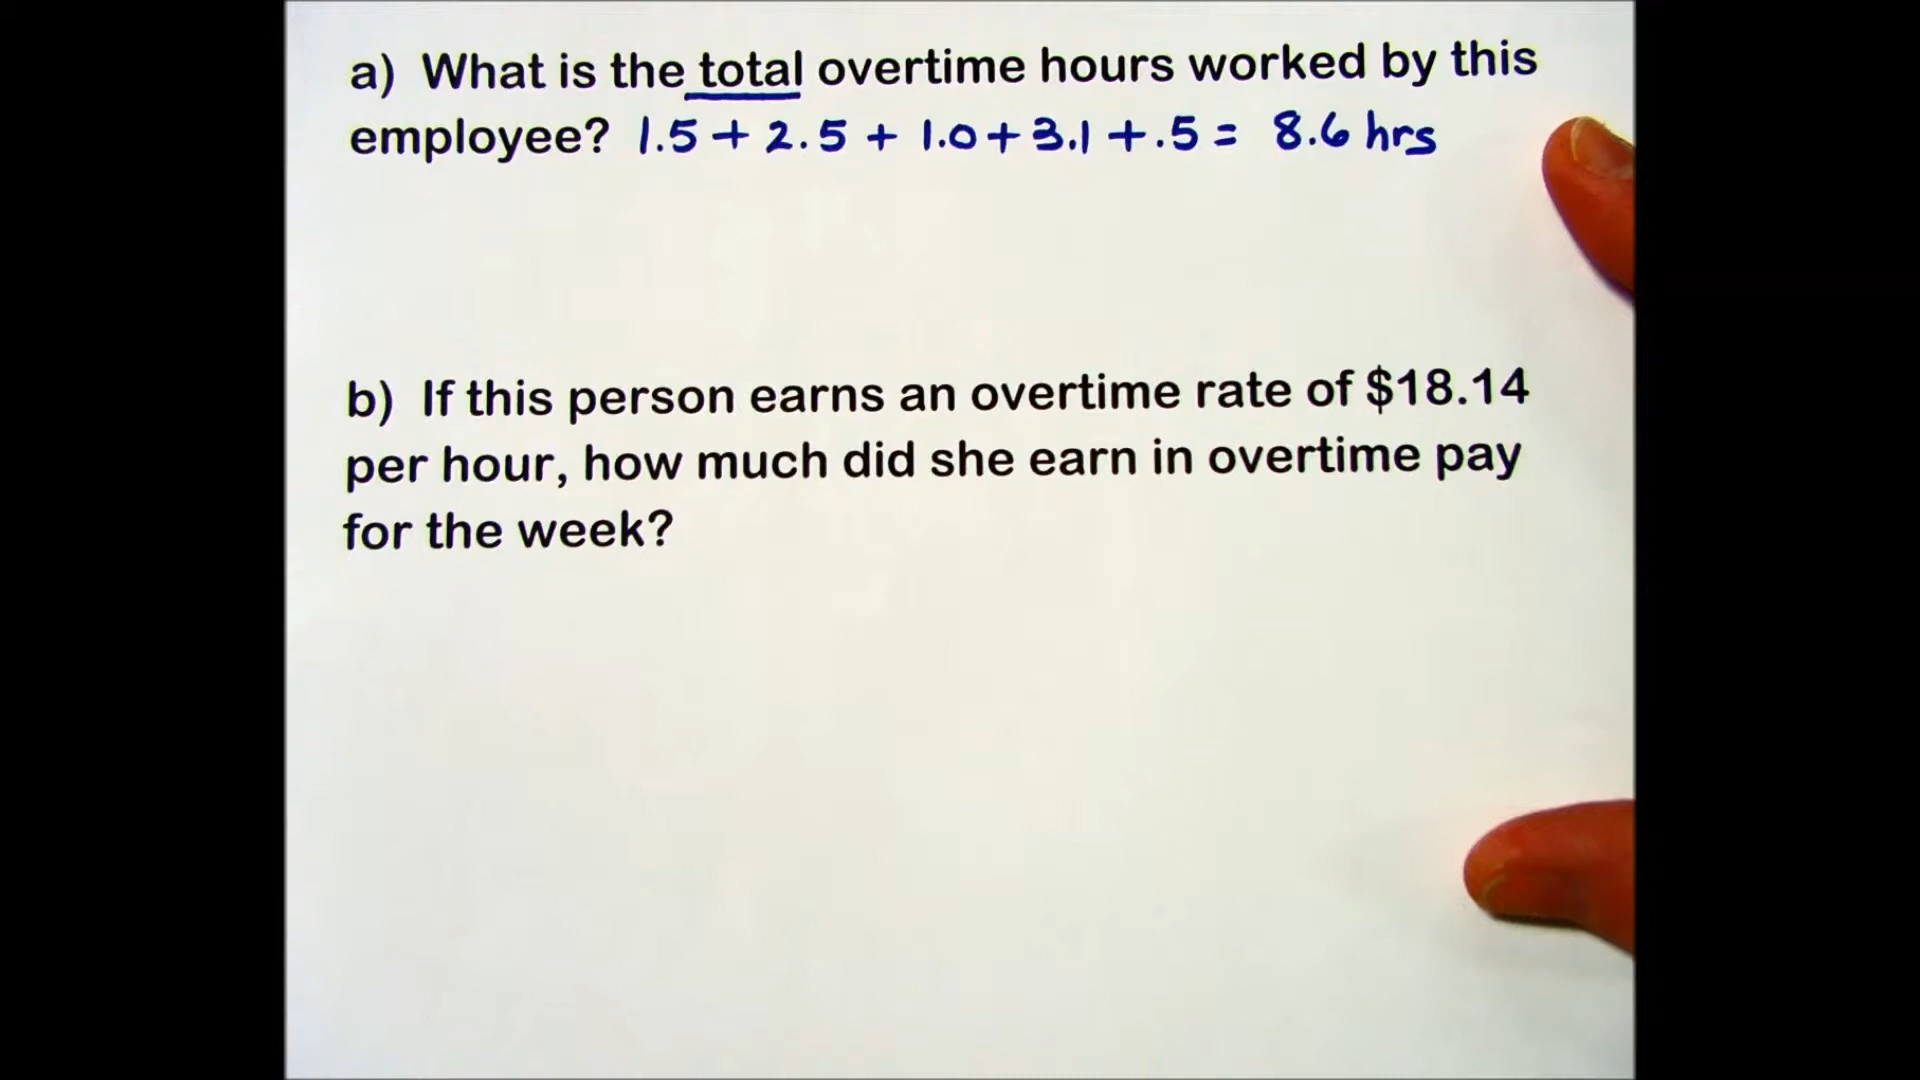 a) What is the total overtime hours worked by this
employee? 1.5 + 2.5 + 1.0 + 3.1 + .5 = 8.6 hrs
b) If this person earns an overtime rate of $18.14
per hour, how much did she earn in overtime pay
for the week?